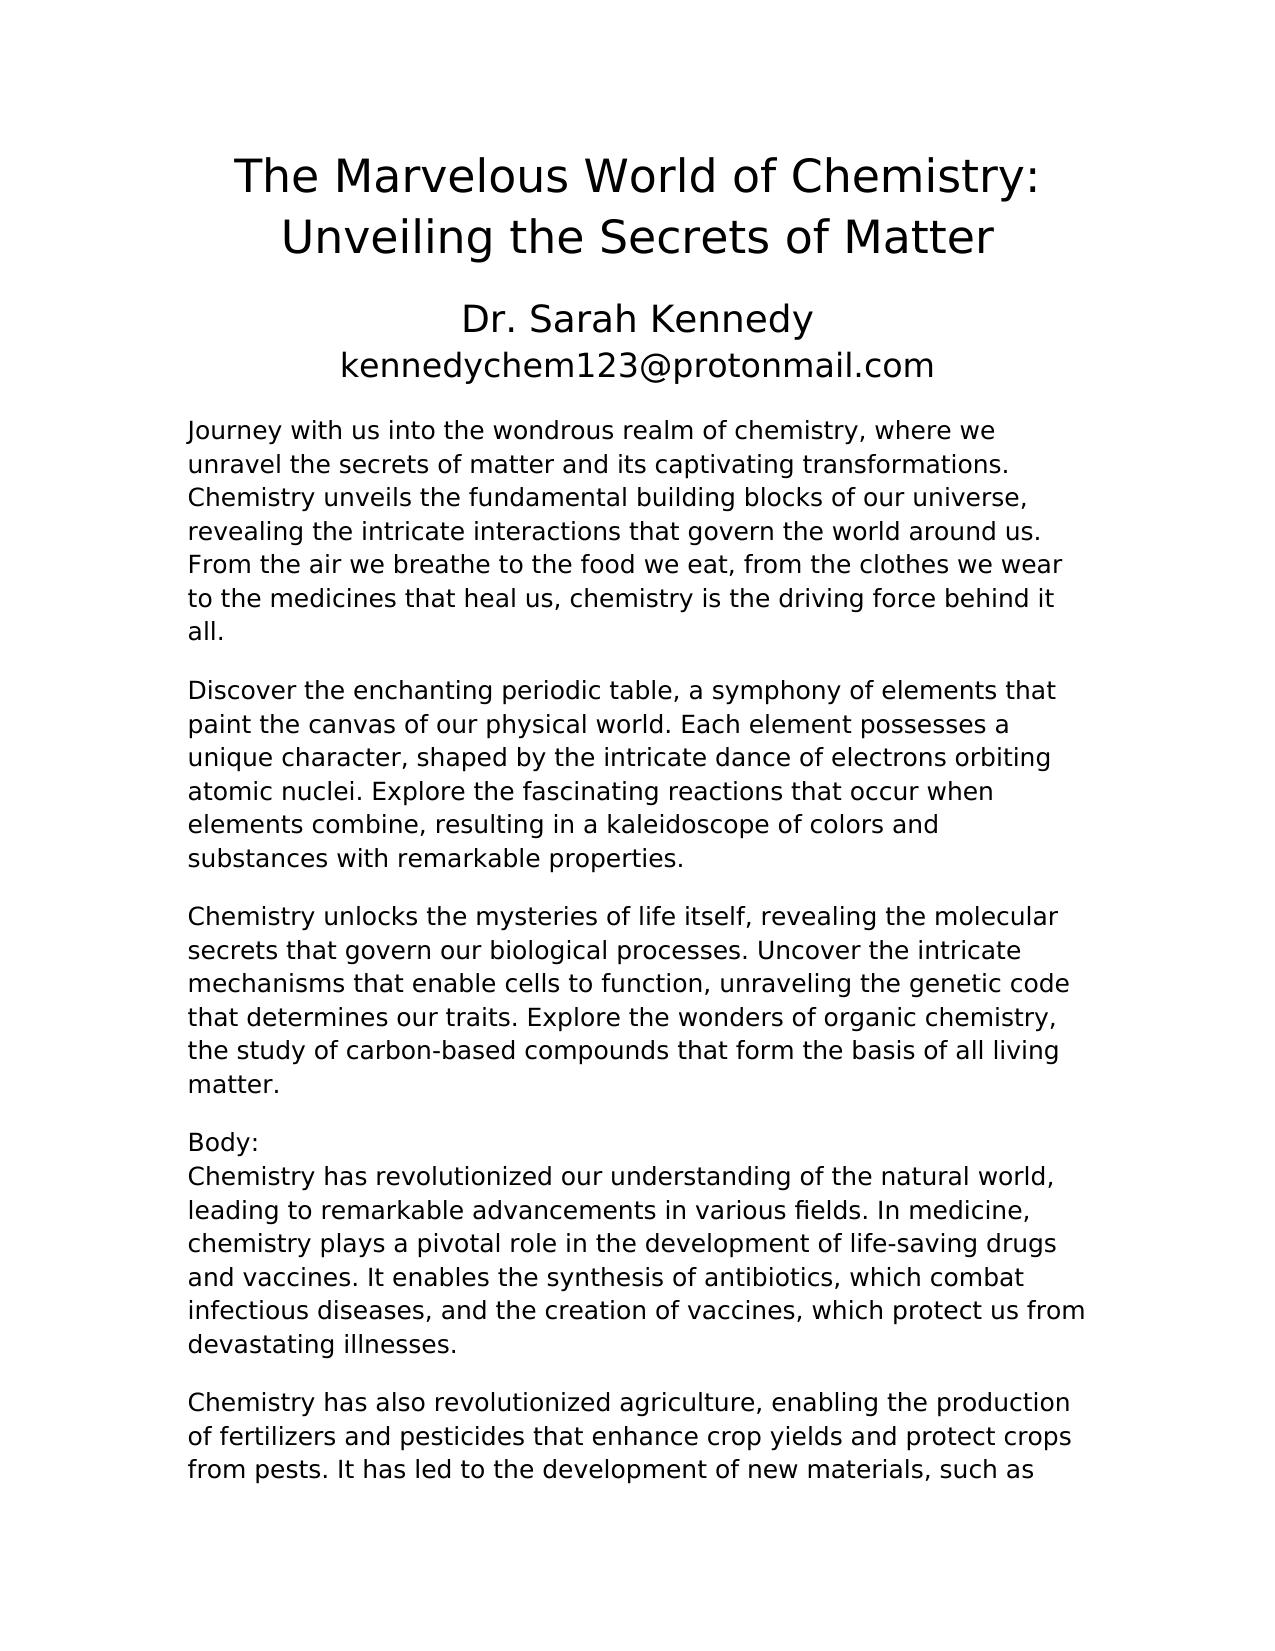 The Marvelous World of Chemistry:
Unveiling the Secrets of Matter
Dr. Sarah Kennedy
kennedychem123@protonmail.com
Journey with us into the wondrous realm of chemistry, where we
unravel the secrets of matter and its captivating transformations.
Chemistry unveils the fundamental building blocks of our universe,
revealing the intricate interactions that govern the world around us.
From the air we breathe to the food we eat, from the clothes we wear
to the medicines that heal us, chemistry is the driving force behind it
all.
Discover the enchanting periodic table, a symphony of elements that
paint the canvas of our physical world. Each element possesses a
unique character, shaped by the intricate dance of electrons orbiting
atomic nuclei. Explore the fascinating reactions that occur when
elements combine, resulting in a kaleidoscope of colors and
substances with remarkable properties.
Chemistry unlocks the mysteries of life itself, revealing the molecular
secrets that govern our biological processes. Uncover the intricate
mechanisms that enable cells to function, unraveling the genetic code
that determines our traits. Explore the wonders of organic chemistry,
the study of carbon-based compounds that form the basis of all living
matter.
Body:
Chemistry has revolutionized our understanding of the natural world,
leading to remarkable advancements in various fields. In medicine,
chemistry plays a pivotal role in the development of life-saving drugs
and vaccines. It enables the synthesis of antibiotics, which combat
infectious diseases, and the creation of vaccines, which protect us from
devastating illnesses.
Chemistry has also revolutionized agriculture, enabling the production
of fertilizers and pesticides that enhance crop yields and protect crops
from pests. It has led to the development of new materials, such as